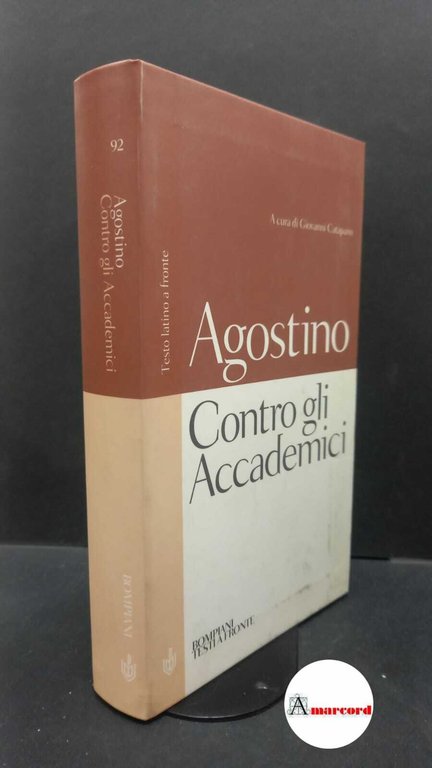 92
Agostino
Contro gli Accademici
BOMPIANI
Testo latino a fronte
A cura di Giovanni Catapano
Agostino
Contro gli
Accademici
BOMPIANI
TESTI A FRONTE
Amarcord